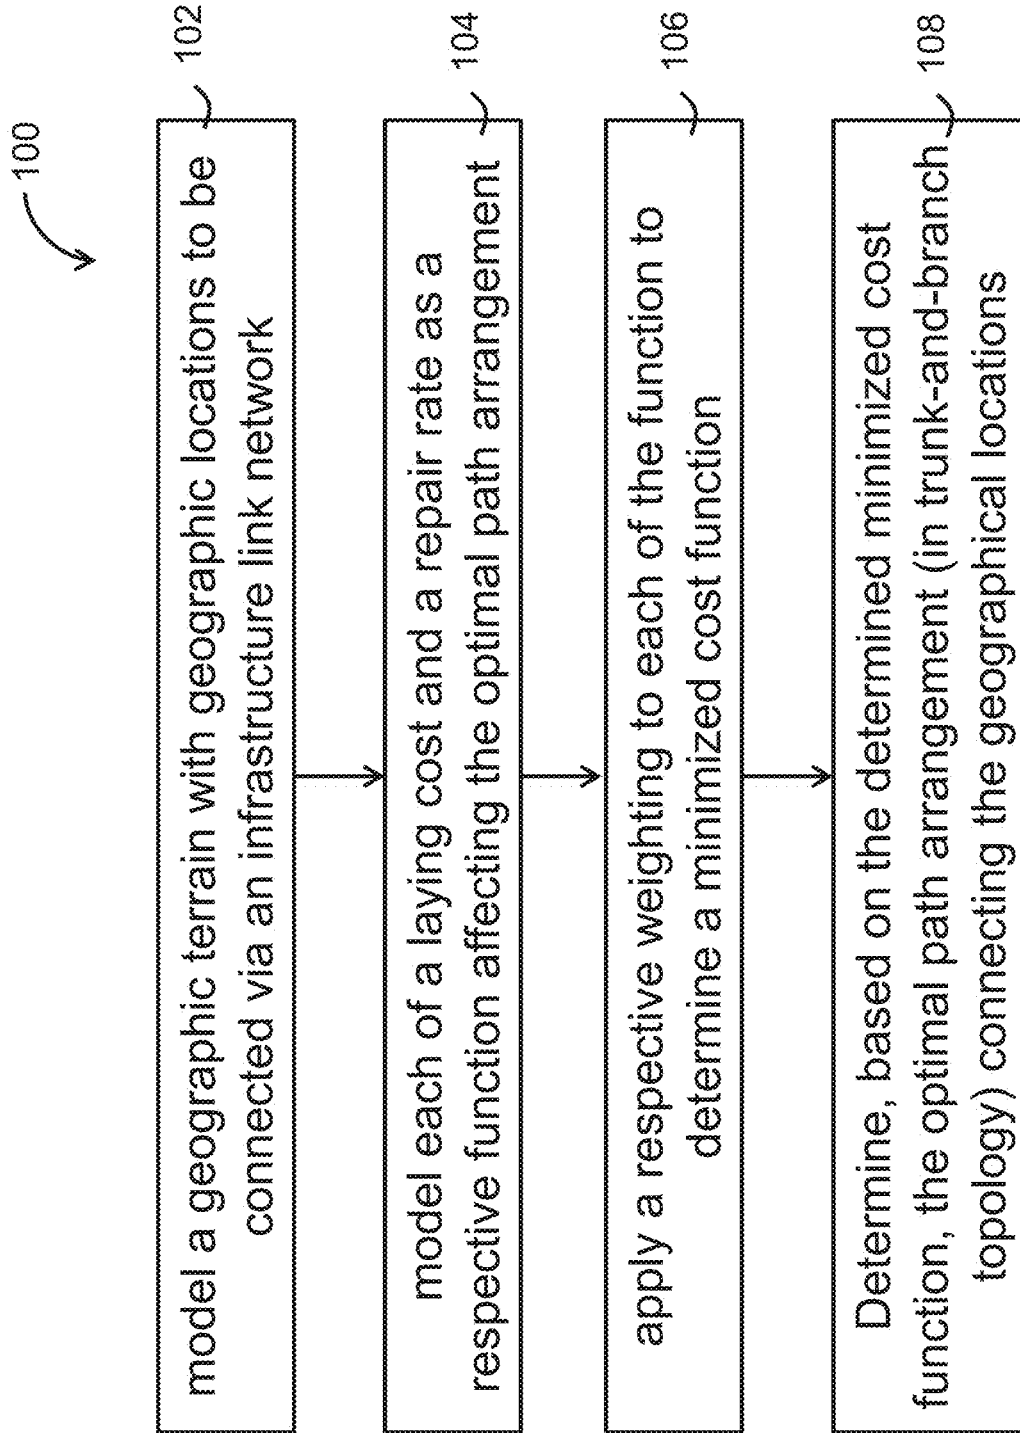 100
model a geographic terrain with geographic locations to be
connected via an infrastructure link network
102
model each of a laying cost and a repair rate as a
respective function affecting the optimal path arrangement
104
apply a respective weighting to each of the function to
determine a minimized cost function
106
Determine, based on the determined minimized cost
function, the optimal path arrangement (in trunk-and-branch
topology) connecting the geographical locations
108